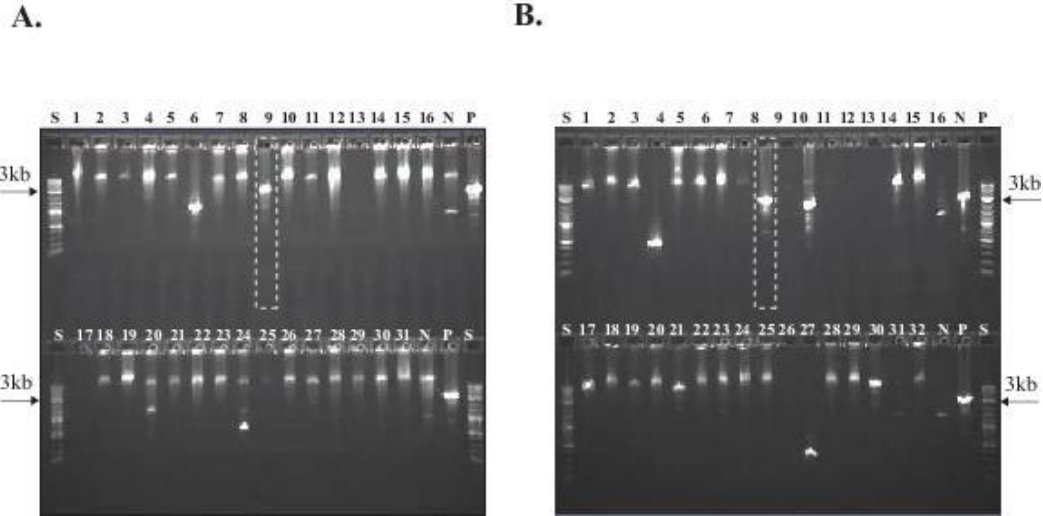 A.
B.
S 1 2 3 4 5 6 7 8 9 10 11 12 13 14 15 16 N P
S 1 2 3 4 5 6 7 8 9 10 11 12 13 14 15 16 N P
3kb
3kb
S 17 18 19 20 21 22 23 24 25 26 27 28 29 30 31 N P S
S 17 18 19 20 21 22 23 24 25 26 27 28 29 30 31 32 N P S
3kb
3kb